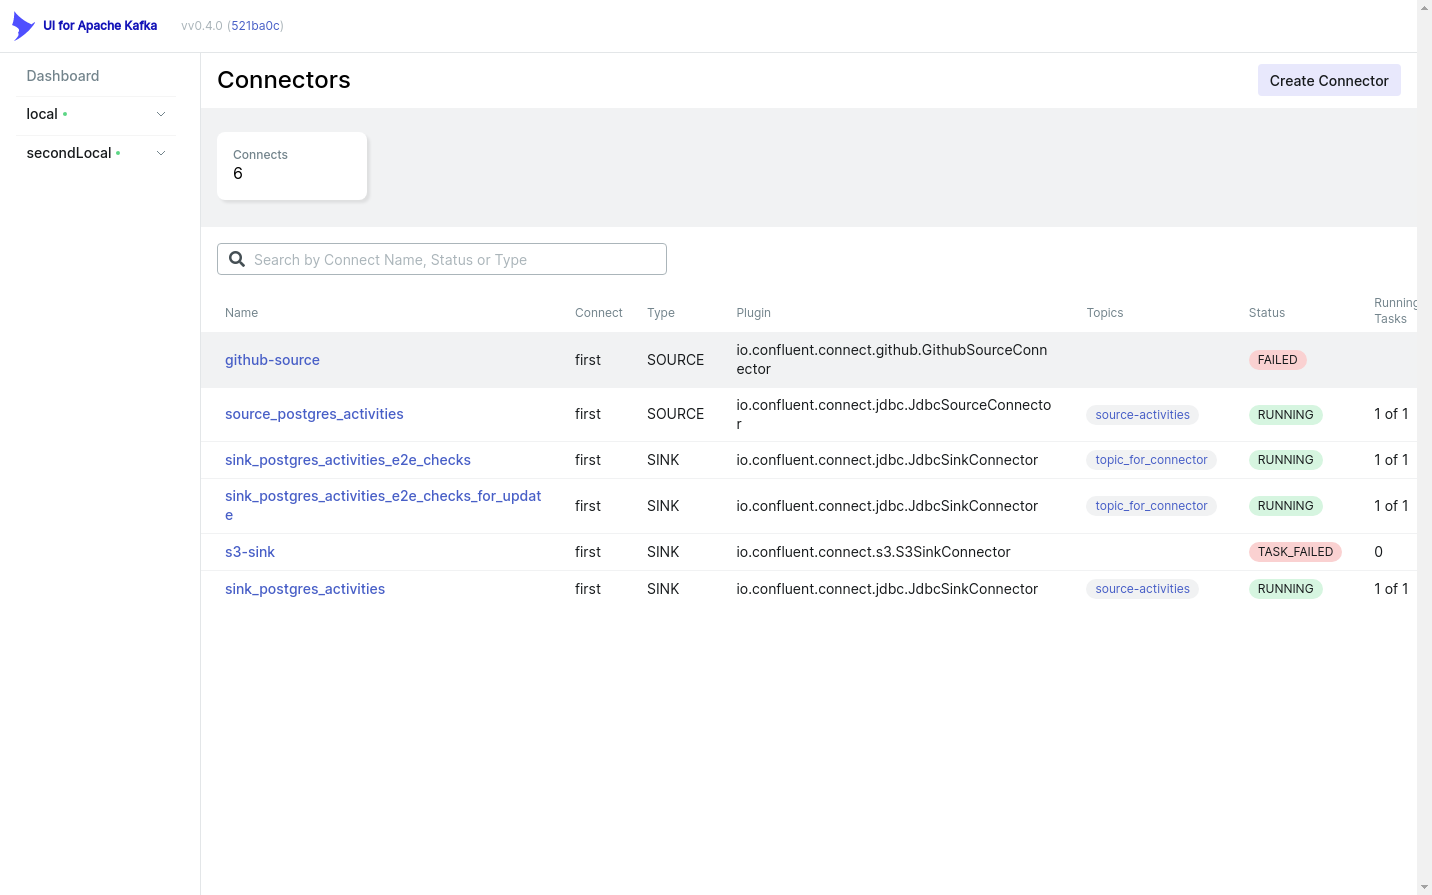 UI for Apache Kafka vv0.4.0 (521ba0c)
Dashboard
local
secondLocal
Connectors
Create Connector
Connects
6
Search by Connect Name, Status or Type
Name Connect Type Plugin Topics Status Running
Tasks
github-source first SOURCE io.confluent.connect.github.GithubSourceConn
ector FAILED
source_postgres_activities first SOURCE io.confluent.connect.jdbc.JdbcSourceConnecto
r source-activities RUNNING 1 of 1
sink_postgres_activities_e2e_checks first SINK io.confluent.connect.jdbc.JdbcSinkConnector topic_for_connector RUNNING 1 of 1
sink_postgres_activities_e2e_checks_for_updat
e first SINK io.confluent.connect.jdbc.JdbcSinkConnector topic_for_connector RUNNING 1 of 1
s3-sink first SINK io.confluent.connect.s3.S3SinkConnector TASK_FAILED 0
sink_postgres_activities first SINK io.confluent.connect.jdbc.JdbcSinkConnector source-activities RUNNING 1 of 1